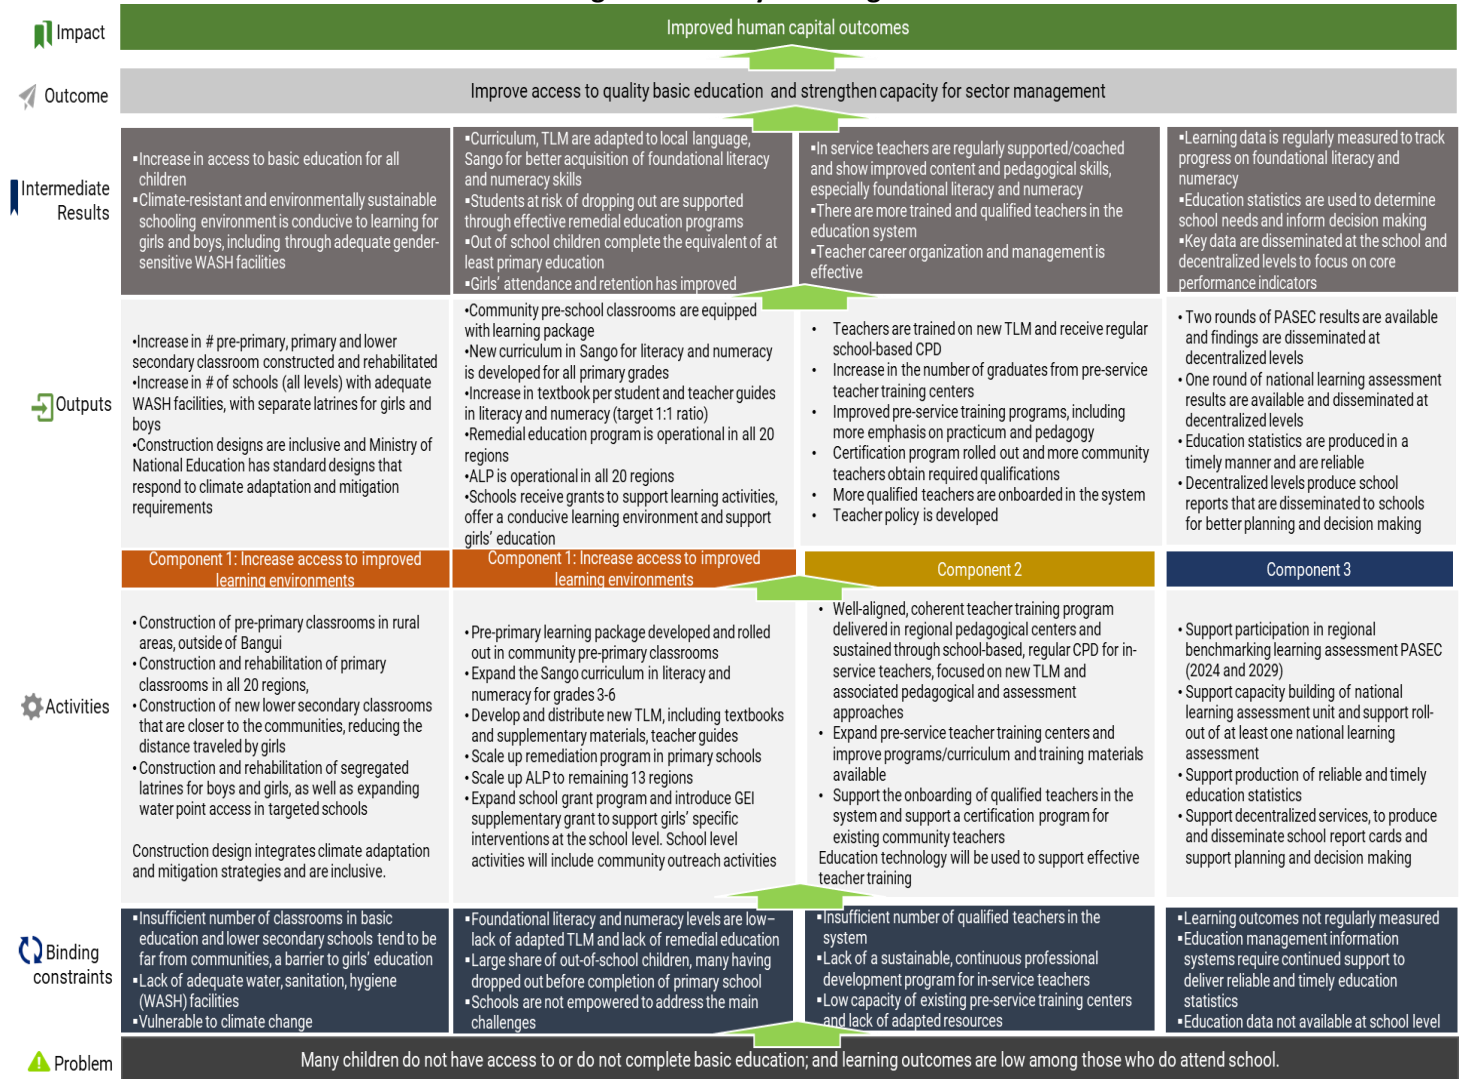 Impact
Improved human capital outcomes
Outcome
Improve access to quality basic education and strengthen capacity for sector management
Intermediate
Results
▪Increase in access to basic education for all
children
▪Climate-resistant and environmentally sustainable
schooling environment is conducive to learning for
girls and boys, including through adequate gender-
sensitive WASH facilities
▪Curriculum, TLM are adapted to local language,
Sango for better acquisition of foundational literacy
and numeracy skills
▪Students at risk of dropping out are supported
through effective remedial education programs
▪Out of school children complete the equivalent of at
least primary education
▪Girls' attendance and retention has improved
▪In service teachers are regularly supported/coached
and show improved content and pedagogical skills,
especially foundational literacy and numeracy
▪There are more trained and qualified teachers in the
education system
▪Teacher career organization and management is
effective
▪Learning data is regularly measured to track
progress on foundational literacy and
numeracy
▪Education statistics are used to determine
school needs and inform decision making
▪Key data are disseminated at the school and
decentralized levels to focus on core
performance indicators
Outputs
•Increase in # pre-primary, primary and lower
secondary classroom constructed and rehabilitated
•Increase in # of schools (all levels) with adequate
WASH facilities, with separate latrines for girls and
boys
•Construction designs are inclusive and Ministry of
National Education has standard designs that
respond to climate adaptation and mitigation
requirements
•Community pre-school classrooms are equipped
with learning package
•New curriculum in Sango for literacy and numeracy
is developed for all primary grades
•Increase in textbook per student and teacher guides
in literacy and numeracy (target 1:1 ratio)
•Remedial education program is operational in all 20
regions
•ALP is operational in all 20 regions
•Schools receive grants to support learning activities,
offer a conducive learning environment and support
girls' education
• Teachers are trained on new TLM and receive regular
school-based CPD
• Increase in the number of graduates from pre-service
teacher training centers
• Improved pre-service training programs, including
more emphasis on practicum and pedagogy
• Certification program rolled out and more community
teachers obtain required qualifications
• More qualified teachers are onboarded in the system
• Teacher policy is developed
• Two rounds of PASEC results are available
and findings are disseminated at
decentralized levels
• One round of national learning assessment
results are available and disseminated at
decentralized levels
• Education statistics are produced in a
timely manner and are reliable
• Decentralized levels produce school
reports that are disseminated to schools
for better planning and decision making
Component 1: Increase access to improved
learning environments
Component 1: Increase access to improved
learning environments
Component 2
Component 3
Activities
• Construction of pre-primary classrooms in rural
areas, outside of Bangui
• Construction and rehabilitation of primary
classrooms in all 20 regions,
• Construction of new lower secondary classrooms
that are closer to the communities, reducing the
distance traveled by girls
• Construction and rehabilitation of segregated
latrines for boys and girls, as well as expanding
water point access in targeted schools
Construction design integrates climate adaptation
and mitigation strategies and are inclusive.
• Pre-primary learning package developed and rolled
out in community pre-primary classrooms
• Expand the Sango curriculum in literacy and
numeracy for grades 3-6
• Develop and distribute new TLM, including textbooks
and supplementary materials, teacher guides
• Scale up remediation program in primary schools
• Scale up ALP to remaining 13 regions
• Expand school grant program and introduce GEI
supplementary grant to support girls' specific
interventions at the school level. School level
activities will include community outreach activities
• Well-aligned, coherent teacher training program
delivered in regional pedagogical centers and
sustained through school-based, regular CPD for in-
service teachers, focused on new TLM and
associated pedagogical and assessment
approaches
• Expand pre-service teacher training centers and
improve programs/curriculum and training materials
available
• Support the onboarding of qualified teachers in the
system and support a certification program for
existing community teachers
Education technology will be used to support effective
teacher training
• Support participation in regional
benchmarking learning assessment PASEC
(2024 and 2029)
• Support capacity building of national
learning assessment unit and support roll-
out of at least one national learning
assessment
• Support production of reliable and timely
education statistics
• Support decentralized services, to produce
and disseminate school report cards and
support planning and decision making
Binding
constraints
▪Insufficient number of classrooms in basic
education and lower secondary schools tend to be
far from communities, a barrier to girls' education
▪Lack of adequate water, sanitation, hygiene
(WASH) facilities
▪Vulnerable to climate change
▪Foundational literacy and numeracy levels are low–
lack of adapted TLM and lack of remedial education
▪Large share of out-of-school children, many having
dropped out before completion of primary school
▪Schools are not empowered to address the main
challenges
▪Insufficient number of qualified teachers in the
system
▪Lack of a sustainable, continuous professional
development program for in-service teachers
▪Low capacity of existing pre-service training centers
and lack of adapted resources
▪Learning outcomes not regularly measured
▪Education management information
systems require continued support to
deliver reliable and timely education
statistics
▪Education data not available at school level
Problem
Many children do not have access to or do not complete basic education; and learning outcomes are low among those who do attend school.